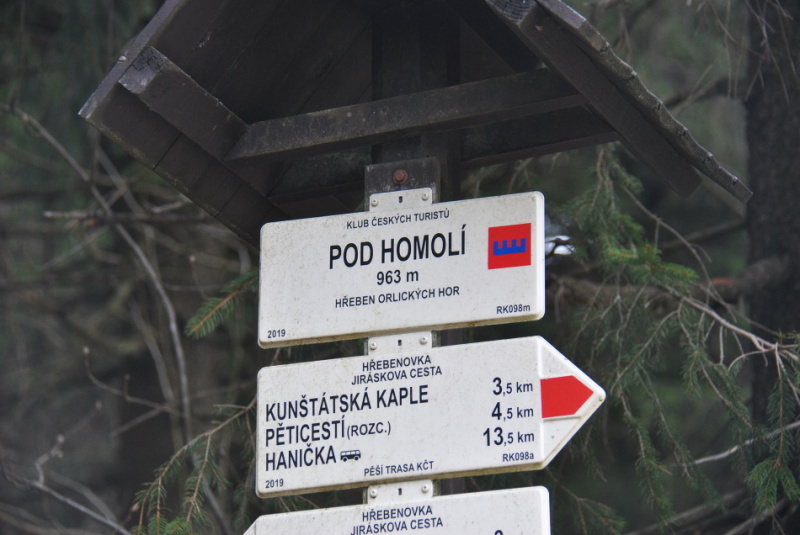 KLUB ČESKÝCH TURISTŮ
POD HOMOLÍ
963 m
HŘEBEN ORLICKÝCH HOR
2019 RK098m
HŘEBENOVKA
JIRÁSKOVA CESTA
KUNŠTÁTSKÁ KAPLE 3,5 km
PĚTICESTÍ (ROZC.) 4,5 km
HANIČKA 13,5 km
2019 PĚŠÍ TRASA KČT RK098a
HŘEBENOVKA
JIRÁSKOVA CESTA